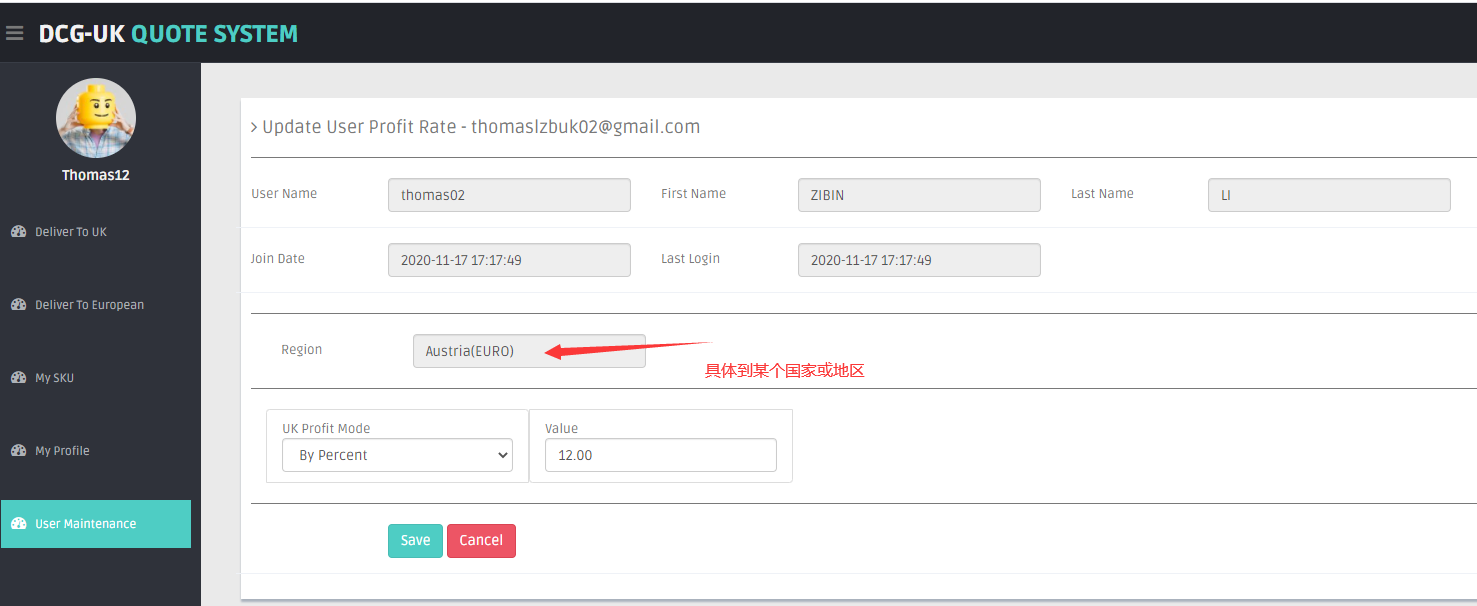 DCG-UK QUOTE SYSTEM
Thomas12
Deliver To UK
Deliver To European
My SKU
My Profile
User Maintenance
> Update User Profit Rate - thomaslzbuk02@gmail.com
User Name thomas02 First Name ZIBIN Last Name LI
Join Date 2020-11-17 17:17:49 Last Login 2020-11-17 17:17:49
Region Austria(EURO)
具体到某个国家或地区
UK Profit Mode Value
By Percent 12.00
Save Cancel